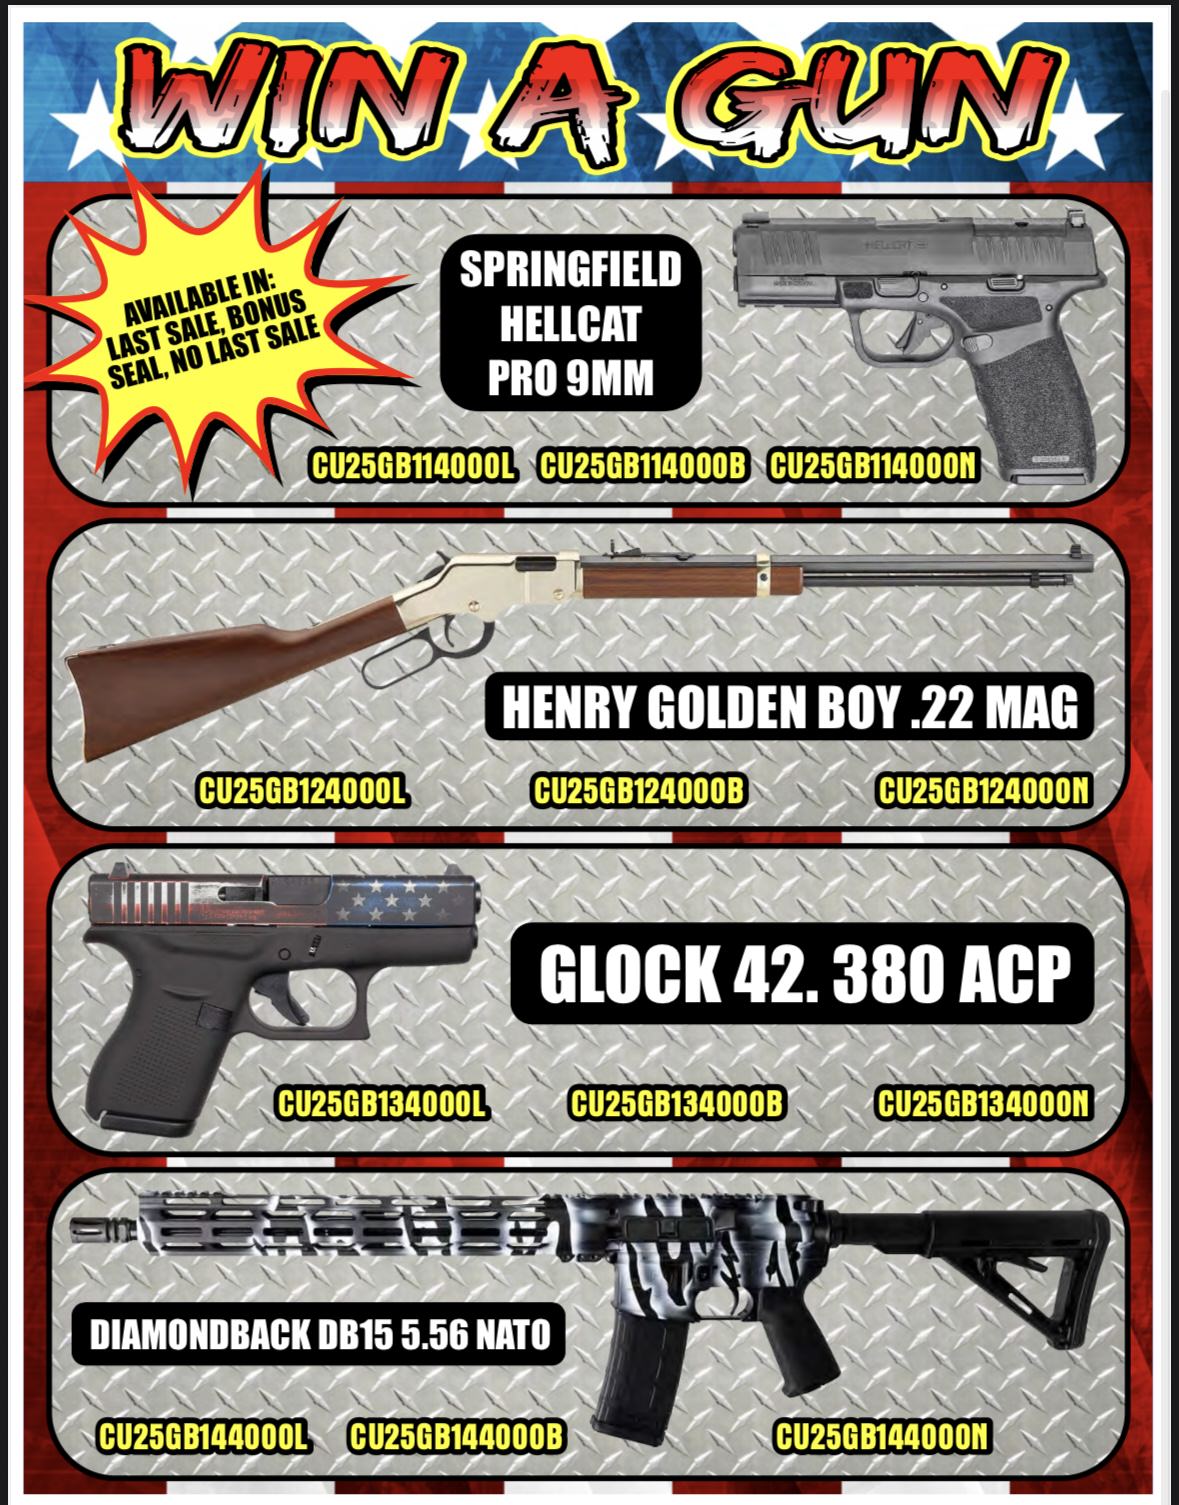 WIN A GUN
AVAILABLE IN:
LAST SALE, BONUS
SEAL, NO LAST SALE
SPRINGFIELD
HELLCAT
PRO 9MM
HELLCAT
CU25GB114000L CU25GB114000B CU25GB114000N
HENRY GOLDEN BOY .22 MAG
CU25GB124000L CU25GB124000B CU25GB124000N
GLOCK 42. 380 ACP
CU25GB134000L CU25GB134000B CU25GB134000N
DIAMONDBACK DB15 5.56 NATO
CU25GB144000L CU25GB144000B CU25GB144000N